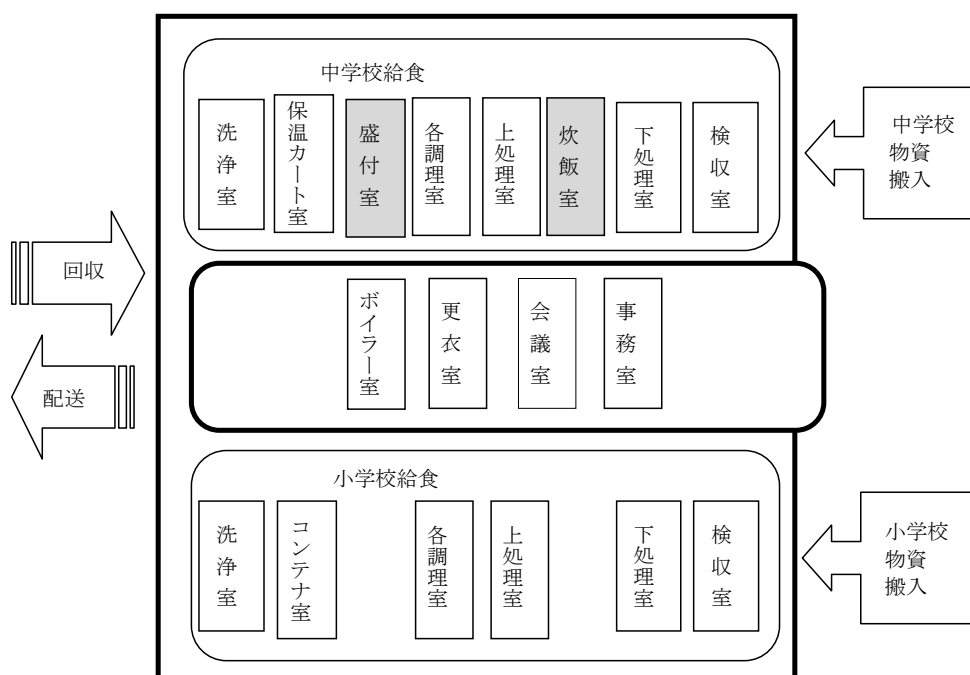 中学校給食
洗浄室
保温カート室
盛付室
各調理室
上処理室
炊飯室
下処理室
検収室
中学校
物資
搬入
回収
配送
ボイラー室
更衣室
会議室
事務室
小学校給食
洗浄室
コンテナ室
各調理室
上処理室
下処理室
検収室
小学校
物資
搬入